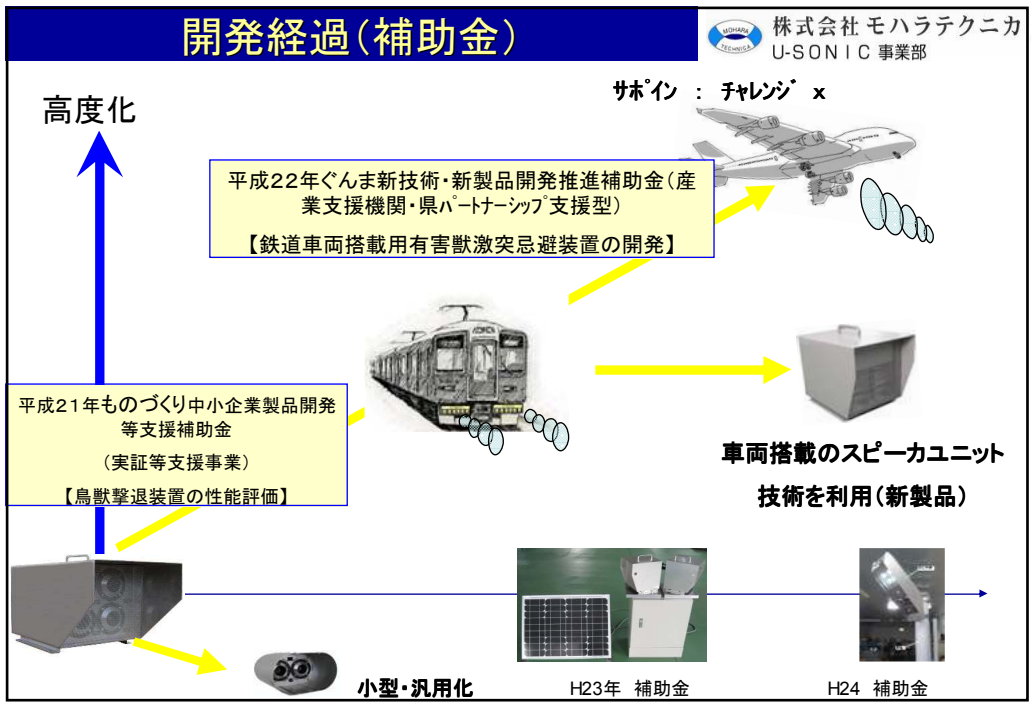 開発経過(補助金)
MOHARA
TECHNICA
株式会社 モハラテクニカ
U-SONIC 事業部
サポイン : チャレンジ x
高度化
平成22年ぐんま新技術・新製品開発推進補助金(産
業支援機関・県パートナーシップ支援型)
【鉄道車両搭載用有害獣激突忌避装置の開発】
平成21年ものづくり中小企業製品開発
等支援補助金
(実証等支援事業)
【鳥獣撃退装置の性能評価】
車両搭載のスピーカユニット
技術を利用(新製品)
小型・汎用化
H23年 補助金
H24 補助金